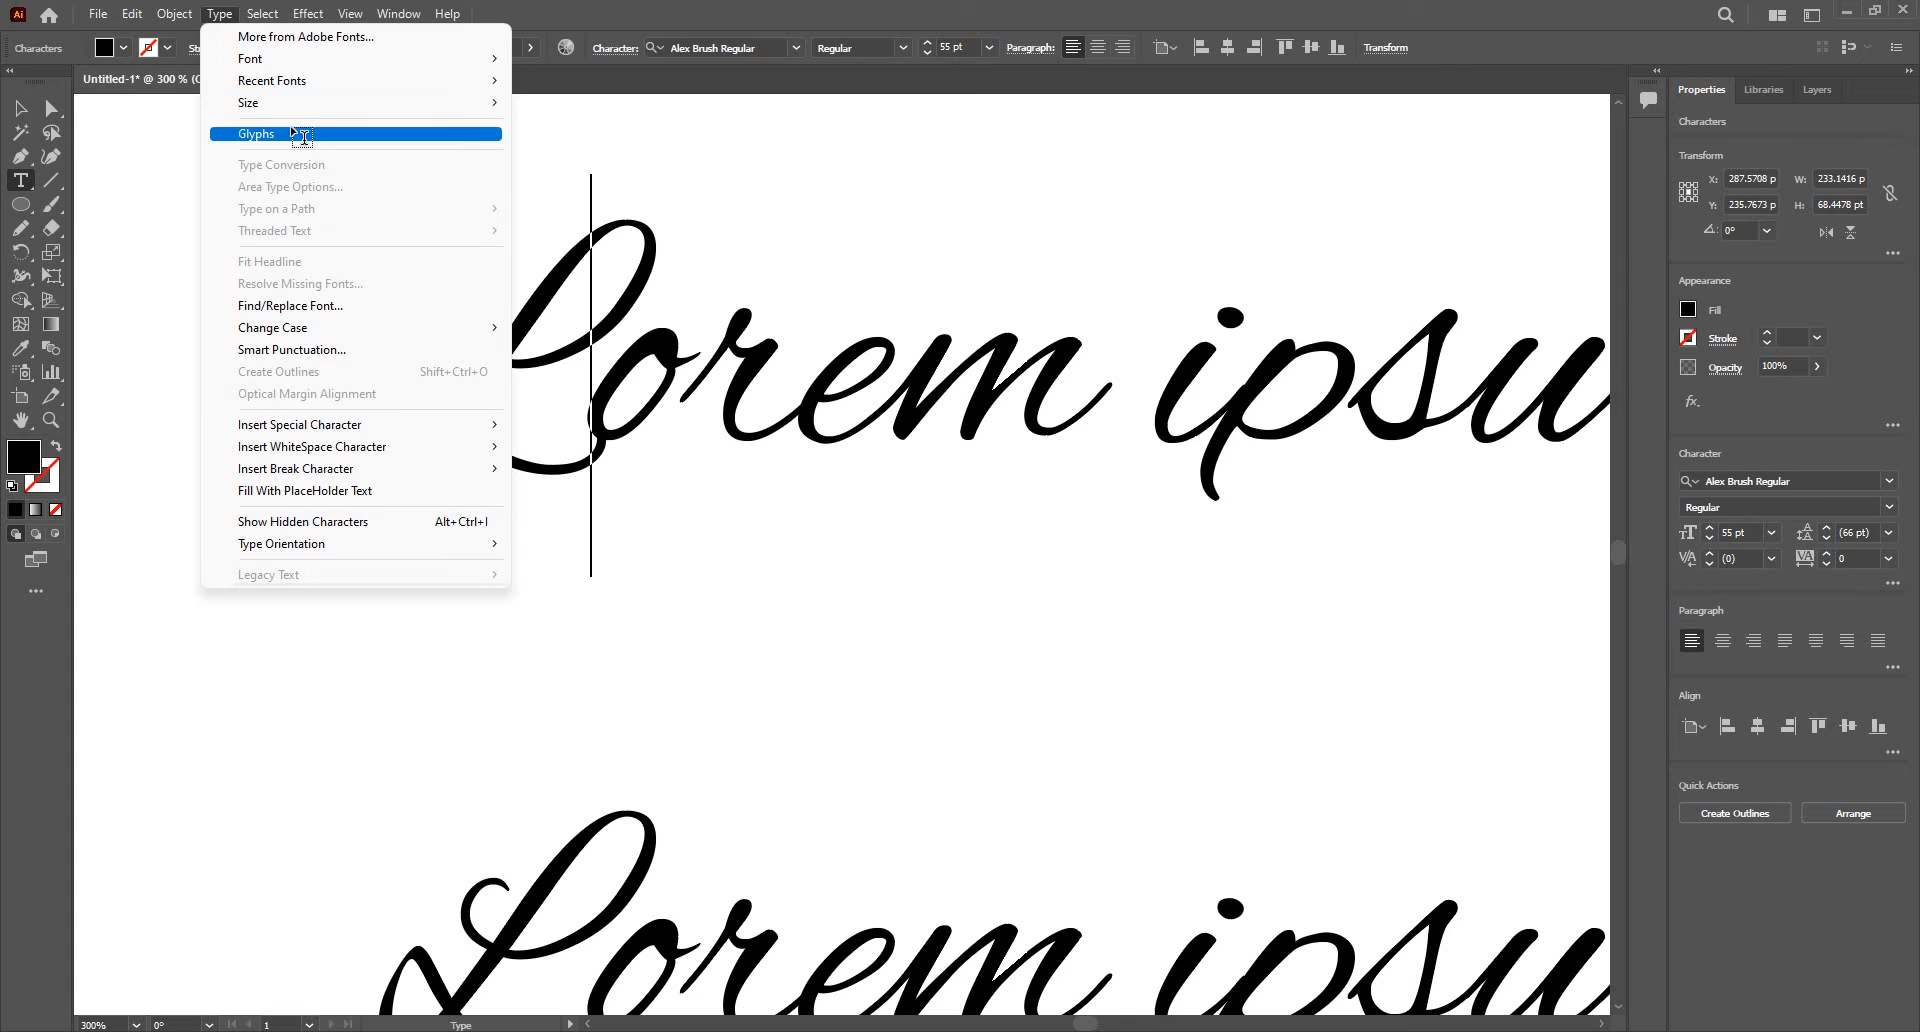 Ai File Edit Object Type Select Effect View Window Help
Characters
Character: Alex Brush Regular Regular 55 pt Paragraph: Transform
Untitled-1* @ 300 %
More from Adobe Fonts...
Font
Recent Fonts
Size
Glyphs
Type Conversion
Area Type Options...
Type on a Path
Threaded Text
Fit Headline
Resolve Missing Fonts...
Find/Replace Font...
Change Case
Smart Punctuation...
Create Outlines Shift+Ctrl+O
Optical Margin Alignment
Insert Special Character
Insert WhiteSpace Character
Insert Break Character
Fill With PlaceHolder Text
Show Hidden Characters Alt+Ctrl+I
Type Orientation
Legacy Text
Lorem ipsu
Lorem ipsu
Properties Libraries Layers
Characters
Transform
X: 287.5708 p W: 233.1416 p
Y: 235.7673 p H: 68.4478 pt
0°
Appearance
Fill
Stroke
Opacity 100%
fx.
Character
Alex Brush Regular
Regular
55 pt (66 pt)
(0) 0
Paragraph
Align
Quick Actions
Create Outlines Arrange
300% 0° 1 Type